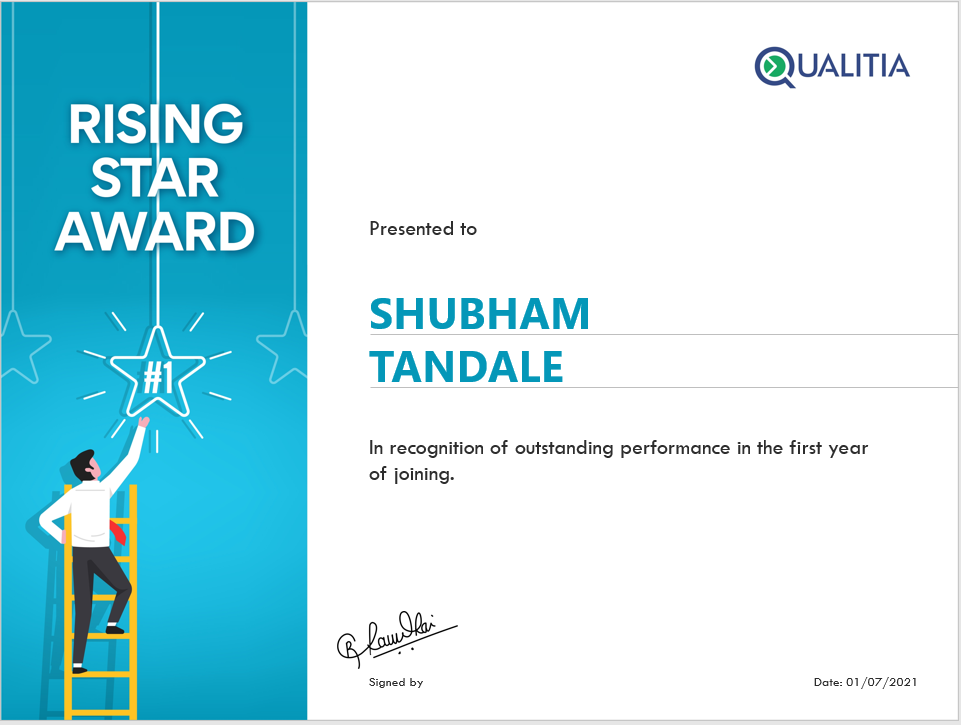 RISING
STAR
AWARD
#1
QUALITIA
Presented to
SHUBHAM
TANDALE
In recognition of outstanding performance in the first year
of joining.
Signed by
Date: 01/07/2021